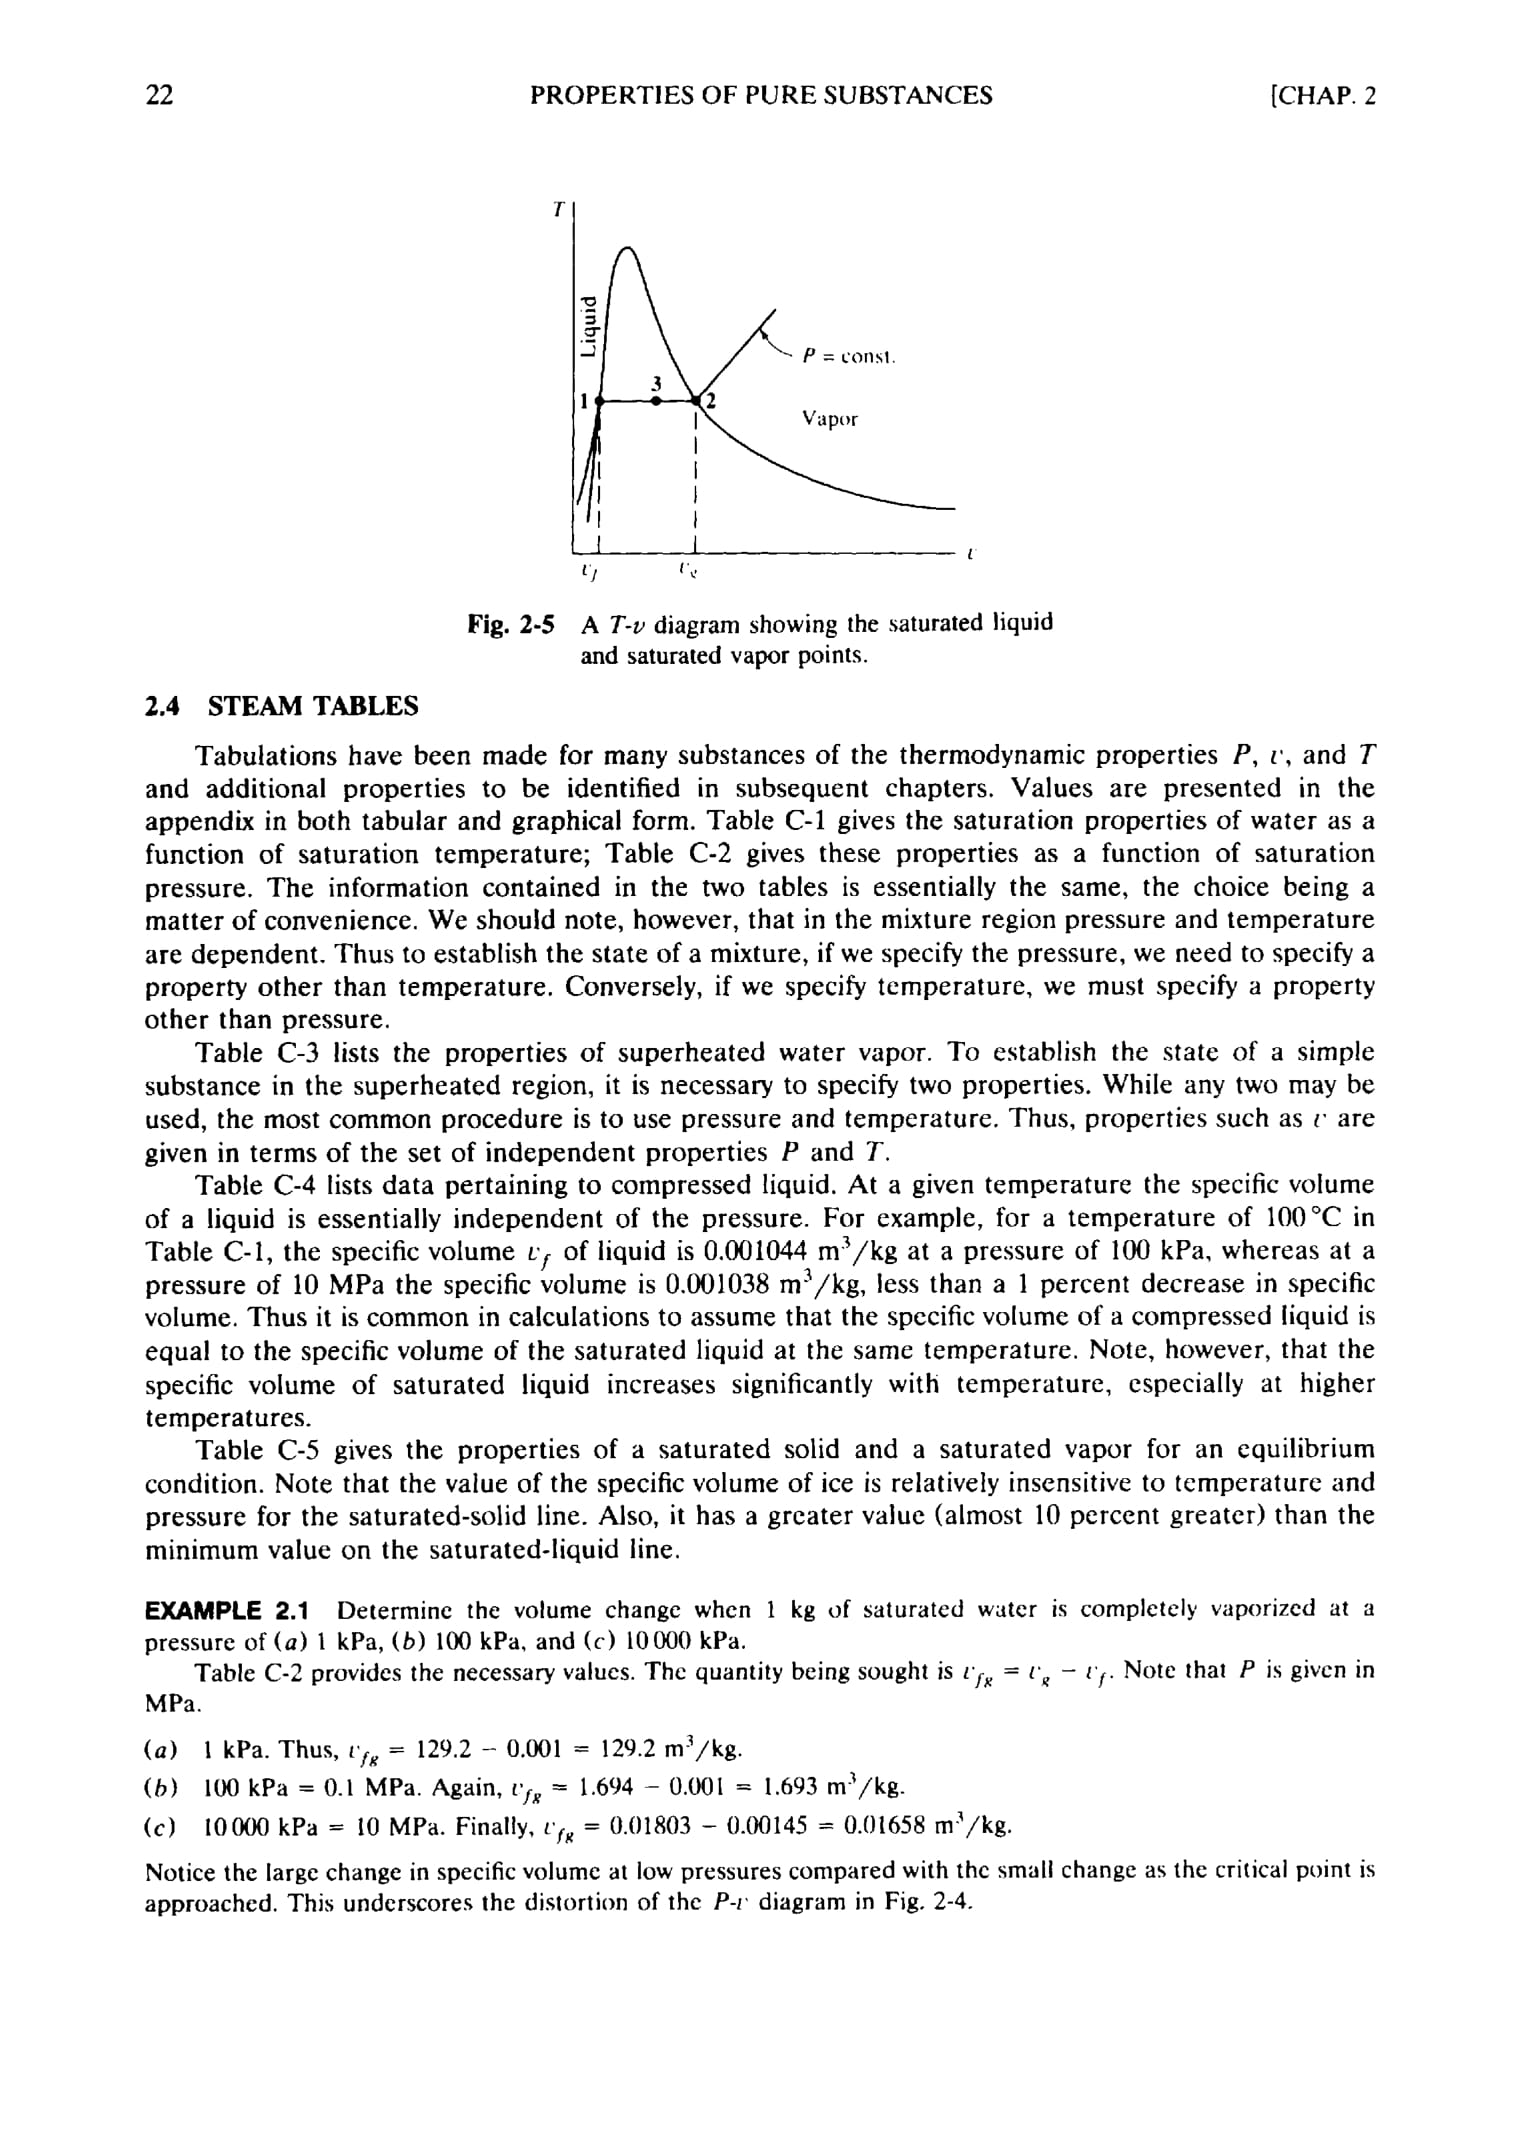 22 PROPERTIES OF PURE SUBSTANCES [CHAP. 2
T
Liquid
P = const.
3
1
2
Vapor
v
v_f v_g
Fig. 2-5 A T-v diagram showing the saturated liquid
and saturated vapor points.
2.4 STEAM TABLES
Tabulations have been made for many substances of the thermodynamic properties P, v, and T
and additional properties to be identified in subsequent chapters. Values are presented in the
appendix in both tabular and graphical form. Table C-1 gives the saturation properties of water as a
function of saturation temperature; Table C-2 gives these properties as a function of saturation
pressure. The information contained in the two tables is essentially the same, the choice being a
matter of convenience. We should note, however, that in the mixture region pressure and temperature
are dependent. Thus to establish the state of a mixture, if we specify the pressure, we need to specify a
property other than temperature. Conversely, if we specify temperature, we must specify a property
other than pressure.
Table C-3 lists the properties of superheated water vapor. To establish the state of a simple
substance in the superheated region, it is necessary to specify two properties. While any two may be
used, the most common procedure is to use pressure and temperature. Thus, properties such as v are
given in terms of the set of independent properties P and T.
Table C-4 lists data pertaining to compressed liquid. At a given temperature the specific volume
of a liquid is essentially independent of the pressure. For example, for a temperature of 100 °C in
Table C-1, the specific volume v_f of liquid is 0.001044 m³/kg at a pressure of 100 kPa, whereas at a
pressure of 10 MPa the specific volume is 0.001038 m³/kg, less than a 1 percent decrease in specific
volume. Thus it is common in calculations to assume that the specific volume of a compressed liquid is
equal to the specific volume of the saturated liquid at the same temperature. Note, however, that the
specific volume of saturated liquid increases significantly with temperature, especially at higher
temperatures.
Table C-5 gives the properties of a saturated solid and a saturated vapor for an equilibrium
condition. Note that the value of the specific volume of ice is relatively insensitive to temperature and
pressure for the saturated-solid line. Also, it has a greater value (almost 10 percent greater) than the
minimum value on the saturated-liquid line.
EXAMPLE 2.1 Determine the volume change when 1 kg of saturated water is completely vaporized at a
pressure of (a) 1 kPa, (b) 100 kPa, and (c) 10 000 kPa.
Table C-2 provides the necessary values. The quantity being sought is v_fg = v_g − v_f. Note that P is given in
MPa.
(a) 1 kPa. Thus, v_fg = 129.2 − 0.001 = 129.2 m³/kg.
(b) 100 kPa = 0.1 MPa. Again, v_fg = 1.694 − 0.001 = 1.693 m³/kg.
(c) 10 000 kPa = 10 MPa. Finally, v_fg = 0.01803 − 0.00145 = 0.01658 m³/kg.
Notice the large change in specific volume at low pressures compared with the small change as the critical point is
approached. This underscores the distortion of the P-v diagram in Fig. 2-4.